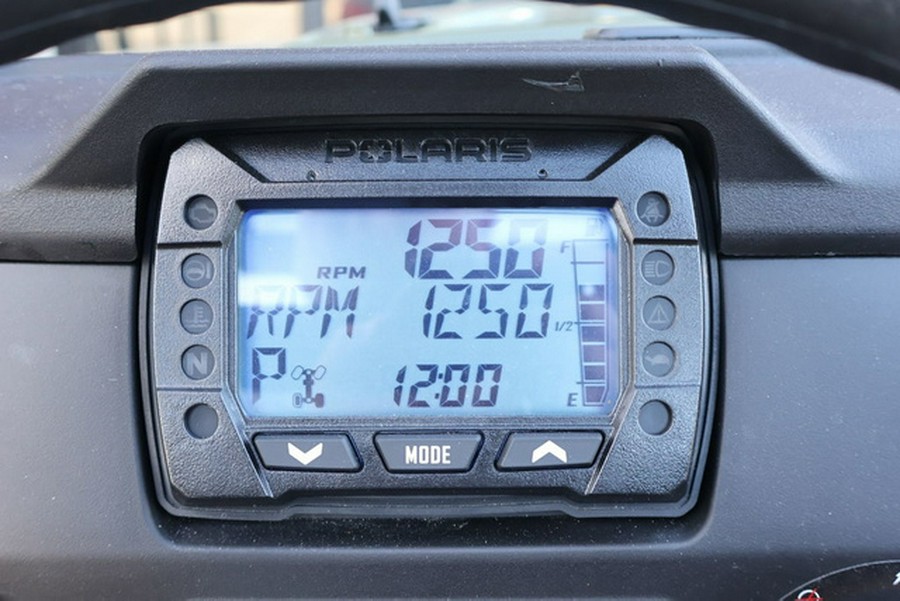 POLARIS
1250
F
RPM
RPM 1250
1/2
P 12:00
E
N
MODE